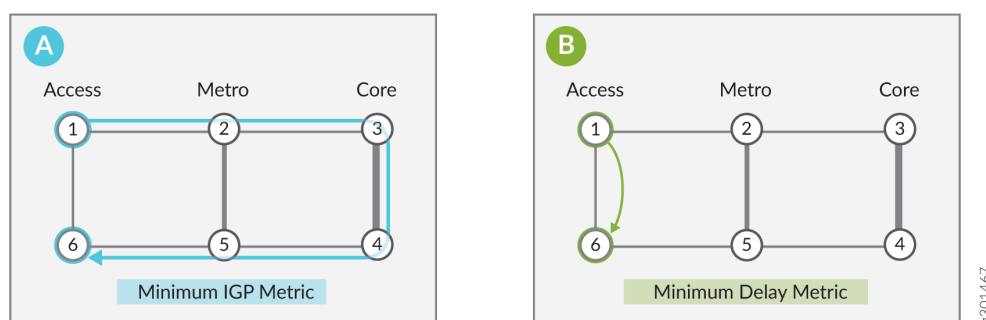 A
Access Metro Core
1 2 3
6 5 4
Minimum IGP Metric
B
Access Metro Core
1 2 3
6 5 4
Minimum Delay Metric
g301467